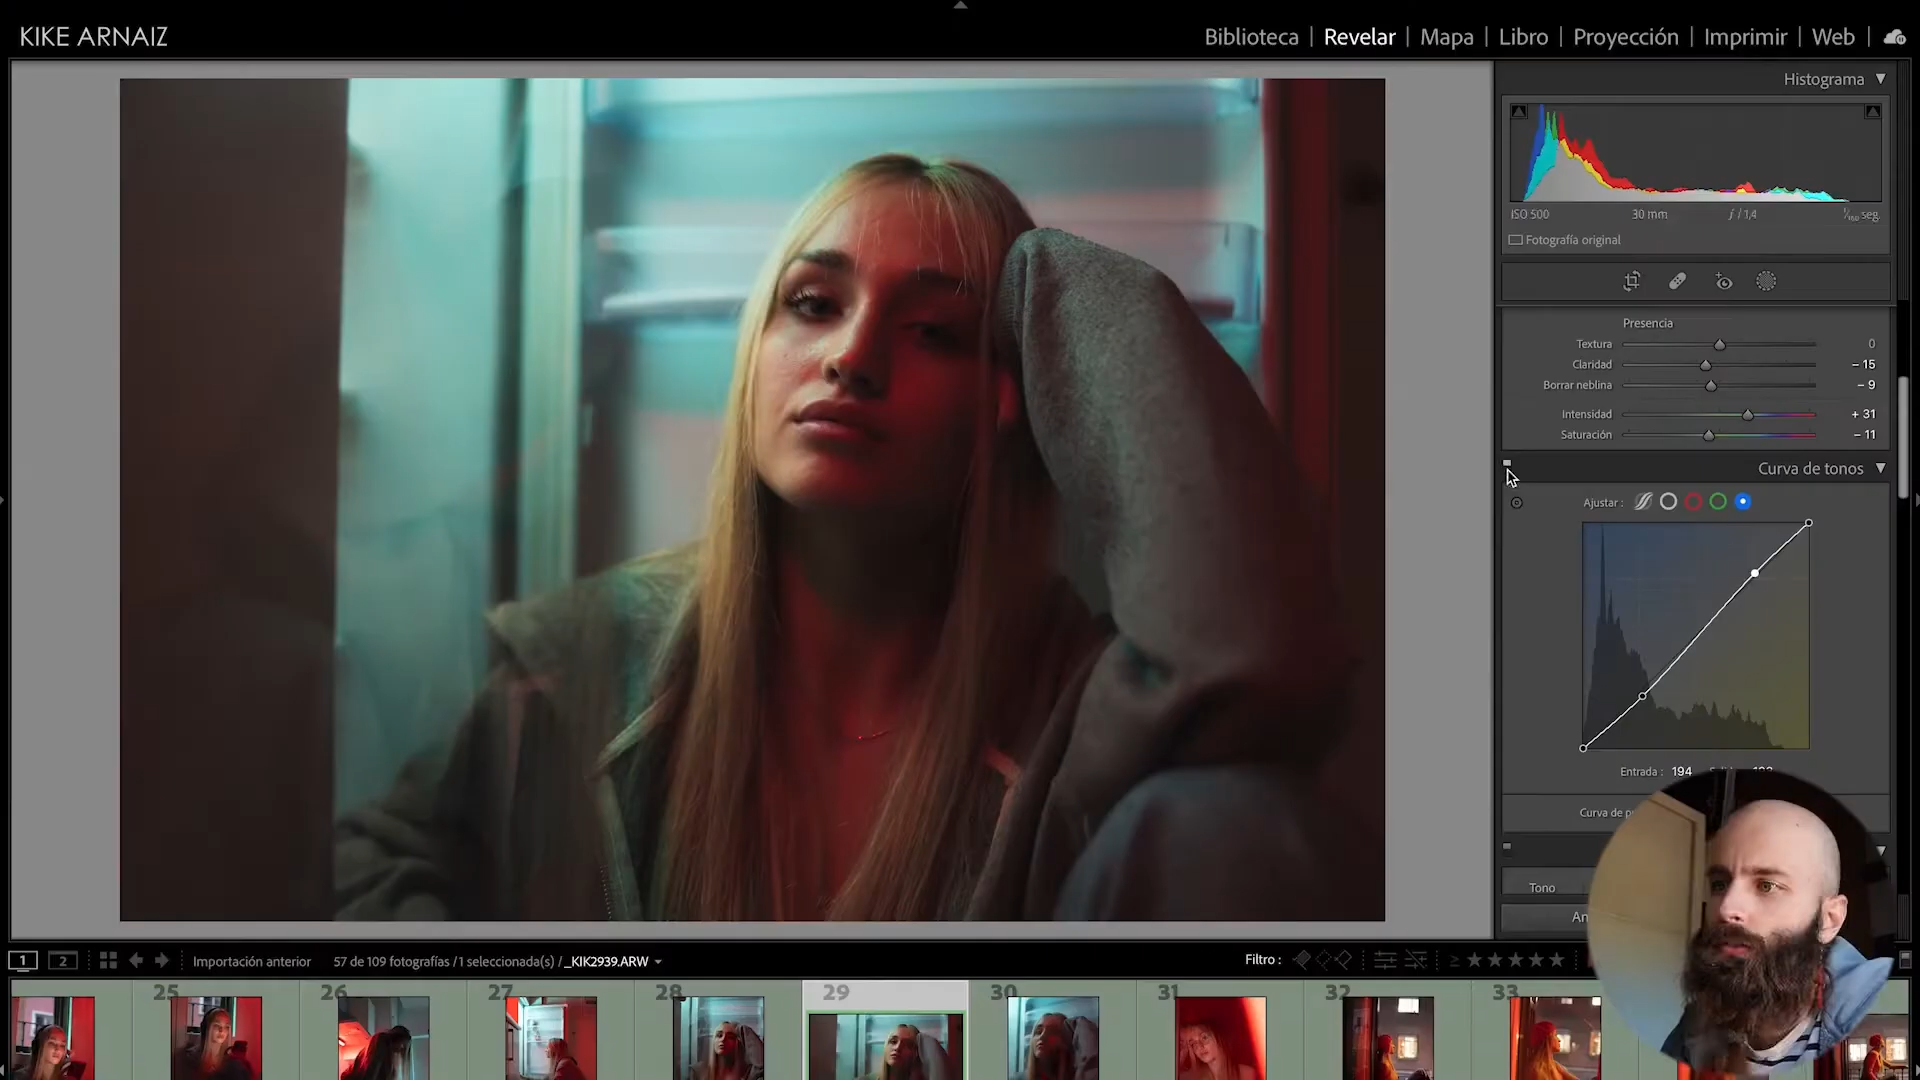 KIKE ARNAIZ
Biblioteca | Revelar | Mapa | Libro | Proyección | Imprimir | Web
Histograma
ISO 500 30 mm ƒ / 1,4 seg.
Fotografía original
Presencia
Textura 0
Claridad - 15
Borrar neblina - 9
Intensidad + 31
Saturación - 11
Curva de tonos
Ajustar :
Entrada : 194
Curva de
Tono
1 2 Importación anterior 57 de 109 fotografías /1 seleccionada(s) /_KIK2939.ARW
Filtro :
25 26 27 28 29 30 31 32 33